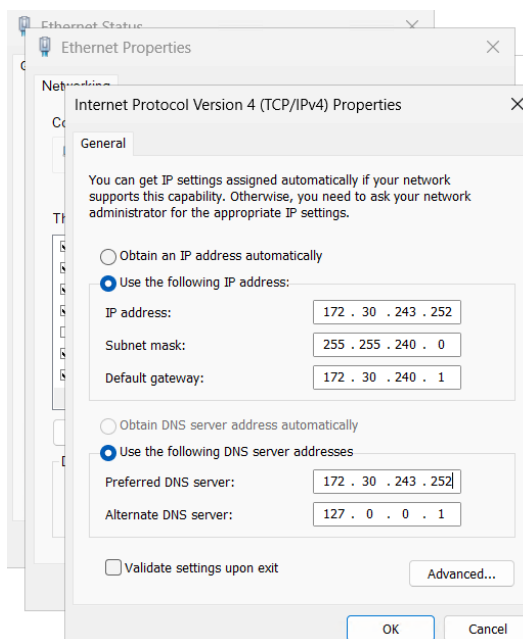 Ethernet Status
Ethernet Properties
Networking
Internet Protocol Version 4 (TCP/IPv4) Properties
General
You can get IP settings assigned automatically if your network
supports this capability. Otherwise, you need to ask your network
administrator for the appropriate IP settings.
Obtain an IP address automatically
Use the following IP address:
IP address: 172 . 30 . 243 . 252
Subnet mask: 255 . 255 . 240 . 0
Default gateway: 172 . 30 . 240 . 1
Obtain DNS server address automatically
Use the following DNS server addresses
Preferred DNS server: 172 . 30 . 243 . 252
Alternate DNS server: 127 . 0 . 0 . 1
Validate settings upon exit
Advanced...
OK Cancel